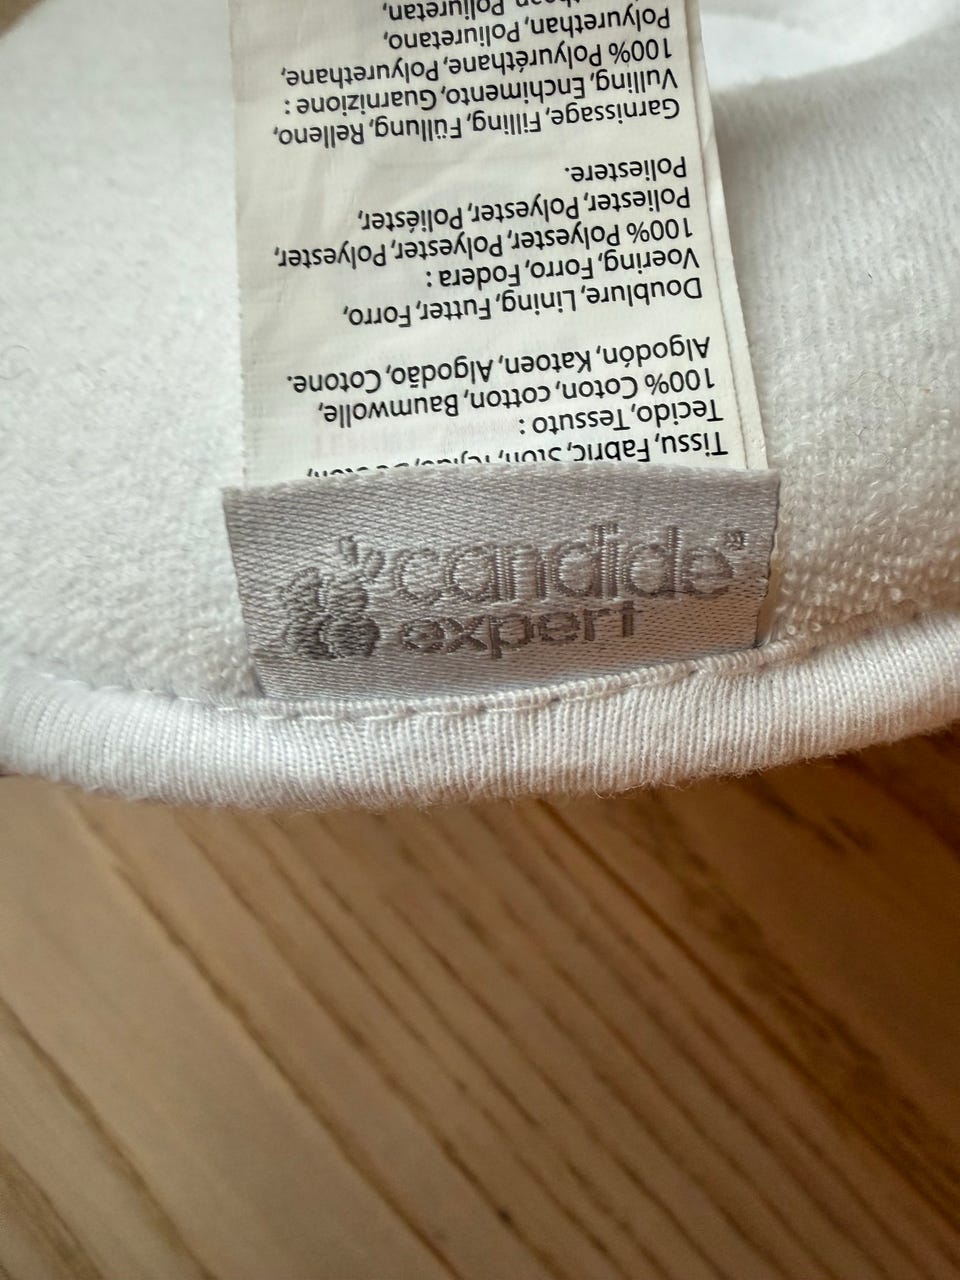 candide®
expert
Tissu, Fabric, Stoff, Tejido,
Tecido, Tessuto :
100% Coton, cotton, Baumwolle,
Algodón, Katoen, Algodão, Cotone.
Doublure, Lining, Futter, Forro,
Voering, Forro, Fodera :
100% Polyester, Polyester, Polyester,
Poliester, Polyester, Poliéster,
Poliestere.
Garnissage, Filling, Füllung, Relleno,
Vulling, Enchimento, Guarnizione :
100% Polyuréthane, Polyurethane,
Polyurethan, Poliuretano,
Poliuretan,